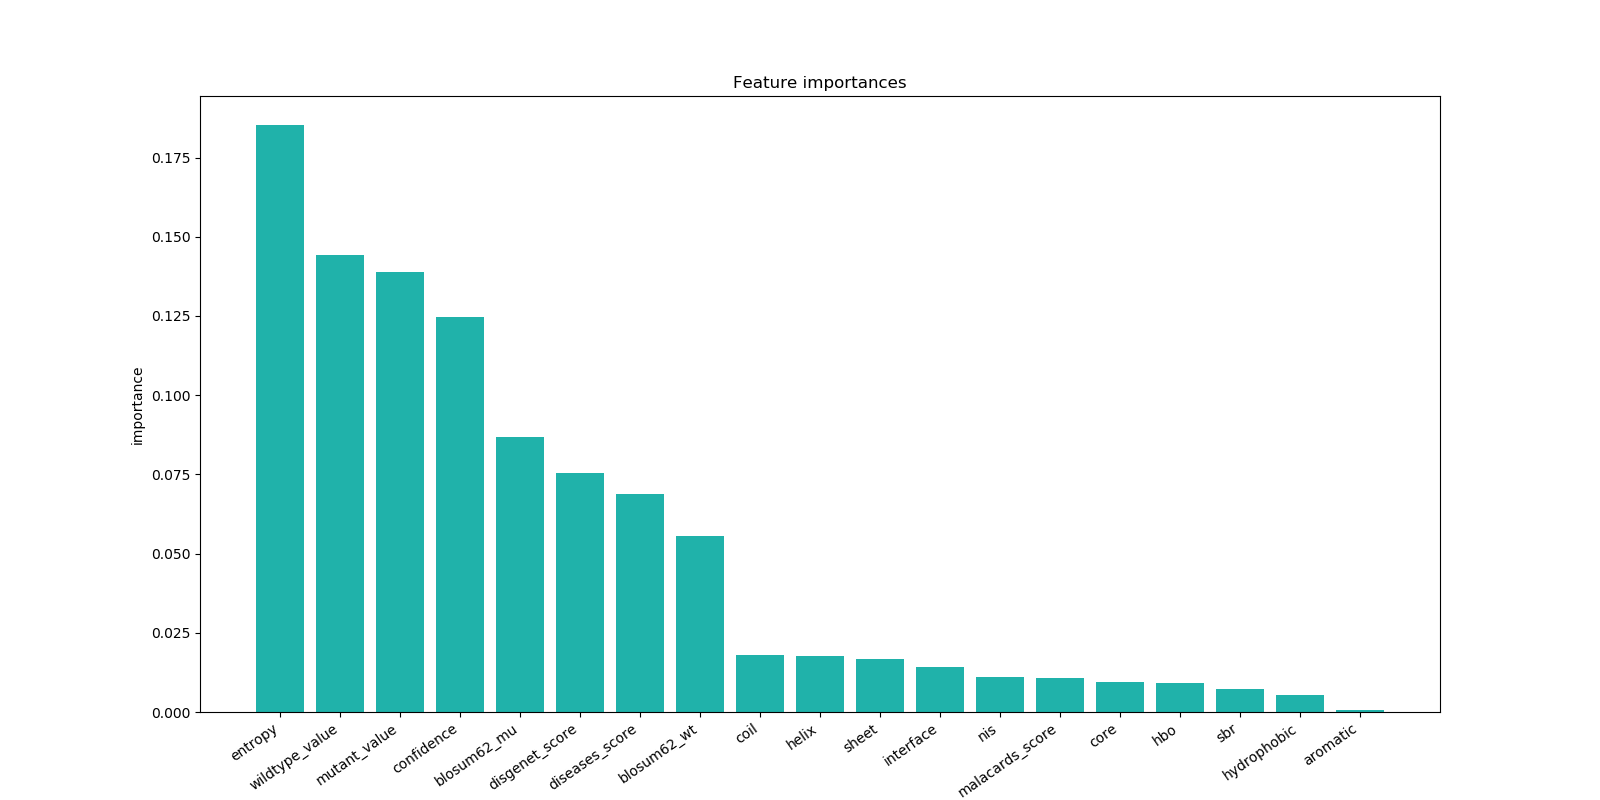 Feature importances
importance
0.175
0.150
0.125
0.100
0.075
0.050
0.025
0.000
entropy
wildtype_value
mutant_value
confidence
blosum62_mu
disgenet_score
diseases_score
blosum62_wt
coil
helix
sheet
interface
nis
malacards_score
core
hbo
sbr
hydrophobic
aromatic